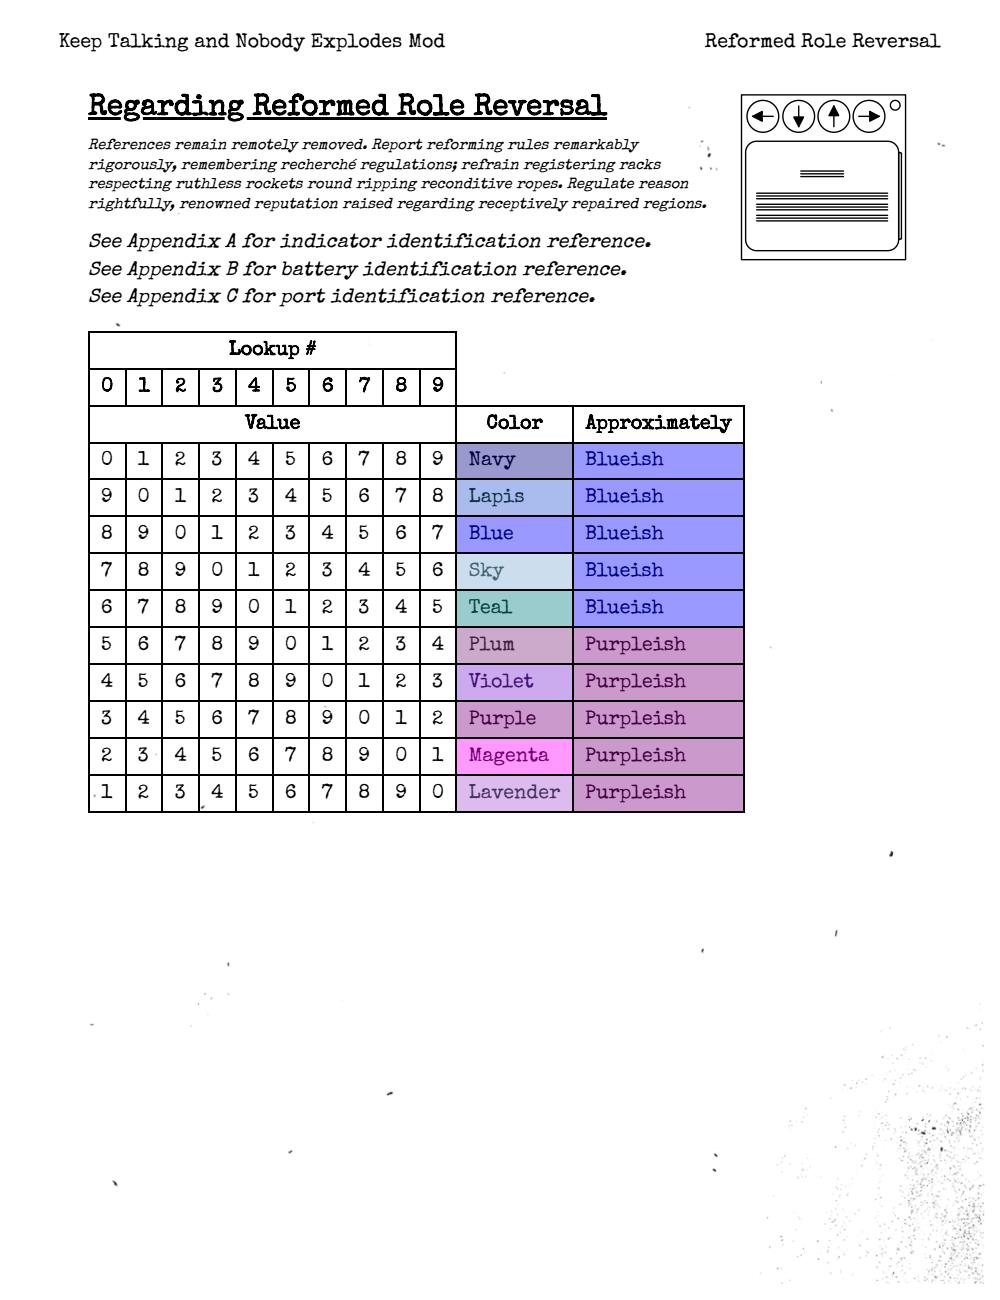 Keep Talking and Nobody Explodes Mod
Reformed Role Reversal
Regarding Reformed Role Reversal
References remain remotely removed. Report reforming rules remarkably
rigorously, remembering recherché regulations; refrain registering racks
respecting ruthless rockets round ripping reconditive ropes. Regulate reason
rightfully, renowned reputation raised regarding receptively repaired regions.
See Appendix A for indicator identification reference.
See Appendix B for battery identification reference.
See Appendix C for port identification reference.
Lookup #
0 1 2 3 4 5 6 7 8 9
Value Color Approximately
0 1 2 3 4 5 6 7 8 9 Navy Blueish
9 0 1 2 3 4 5 6 7 8 Lapis Blueish
8 9 0 1 2 3 4 5 6 7 Blue Blueish
7 8 9 0 1 2 3 4 5 6 Sky Blueish
6 7 8 9 0 1 2 3 4 5 Teal Blueish
5 6 7 8 9 0 1 2 3 4 Plum Purpleish
4 5 6 7 8 9 0 1 2 3 Violet Purpleish
3 4 5 6 7 8 9 0 1 2 Purple Purpleish
2 3 4 5 6 7 8 9 0 1 Magenta Purpleish
1 2 3 4 5 6 7 8 9 0 Lavender Purpleish